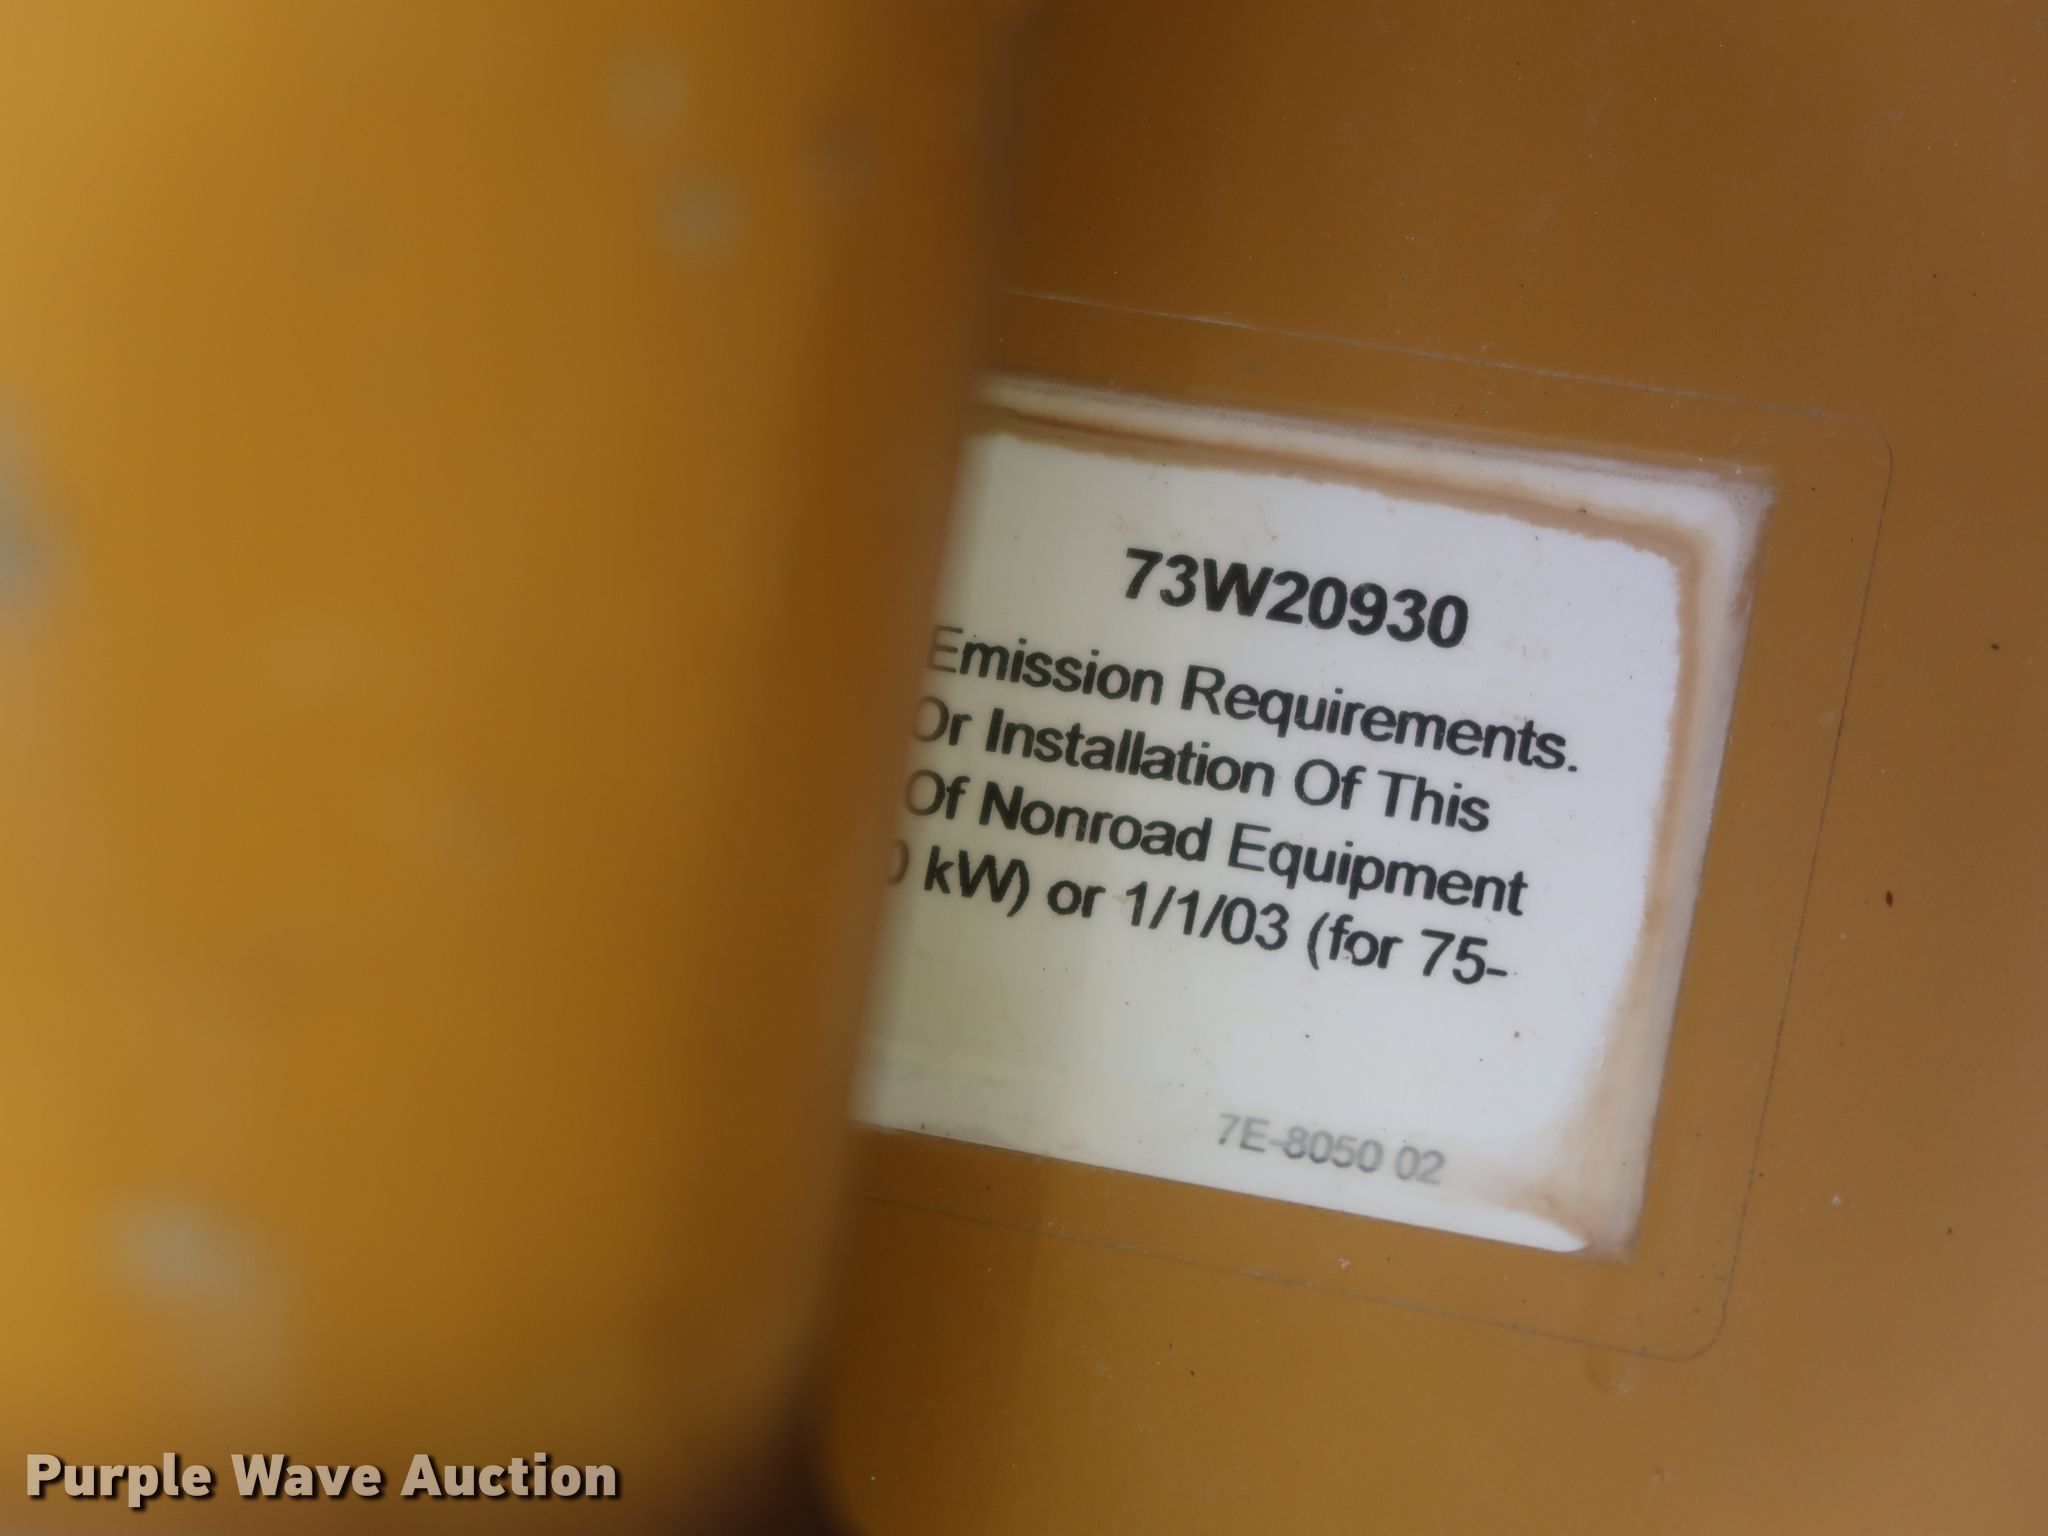 73W20930
Emission Requirements.
Or Installation Of This
Of Nonroad Equipment
kW) or 1/1/03 (for 75-
7E-8050 02
Purple Wave Auction